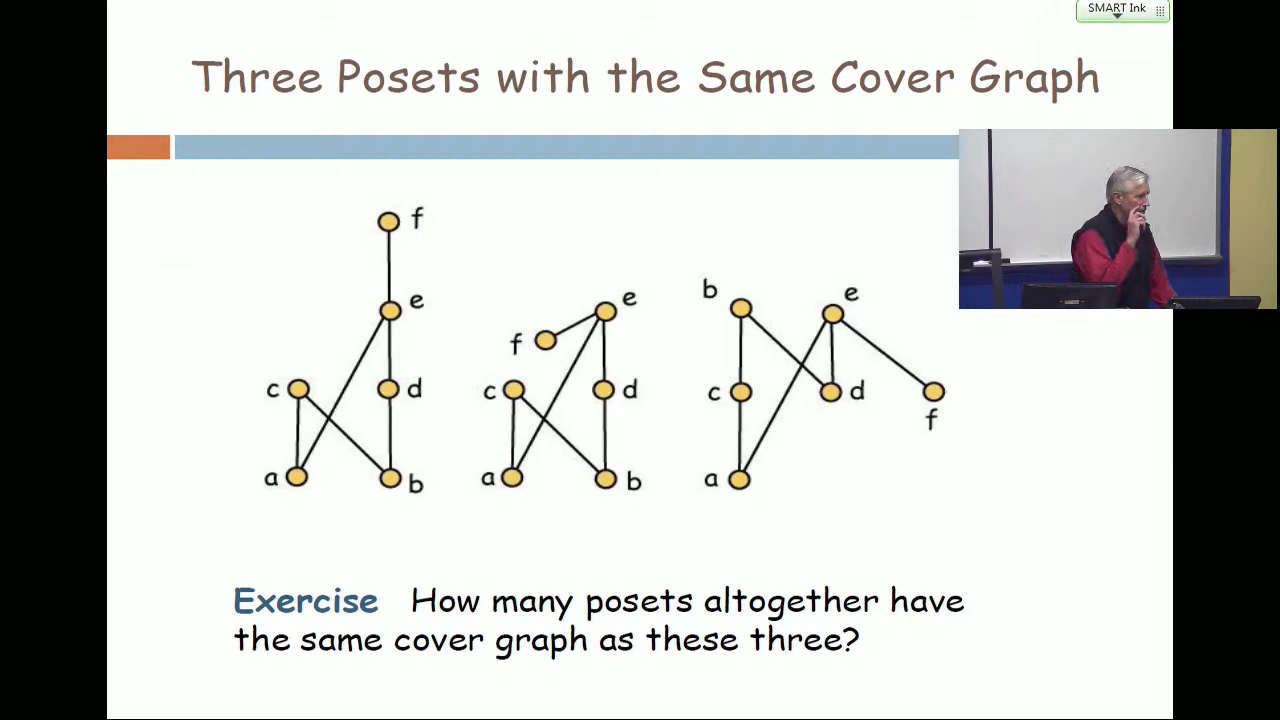 SMART Ink
Three Posets with the Same Cover Graph
f
e
c
d
a
b
e
f
c
d
a
b
b
e
c
d
f
a
Exercise How many posets altogether have
the same cover graph as these three?